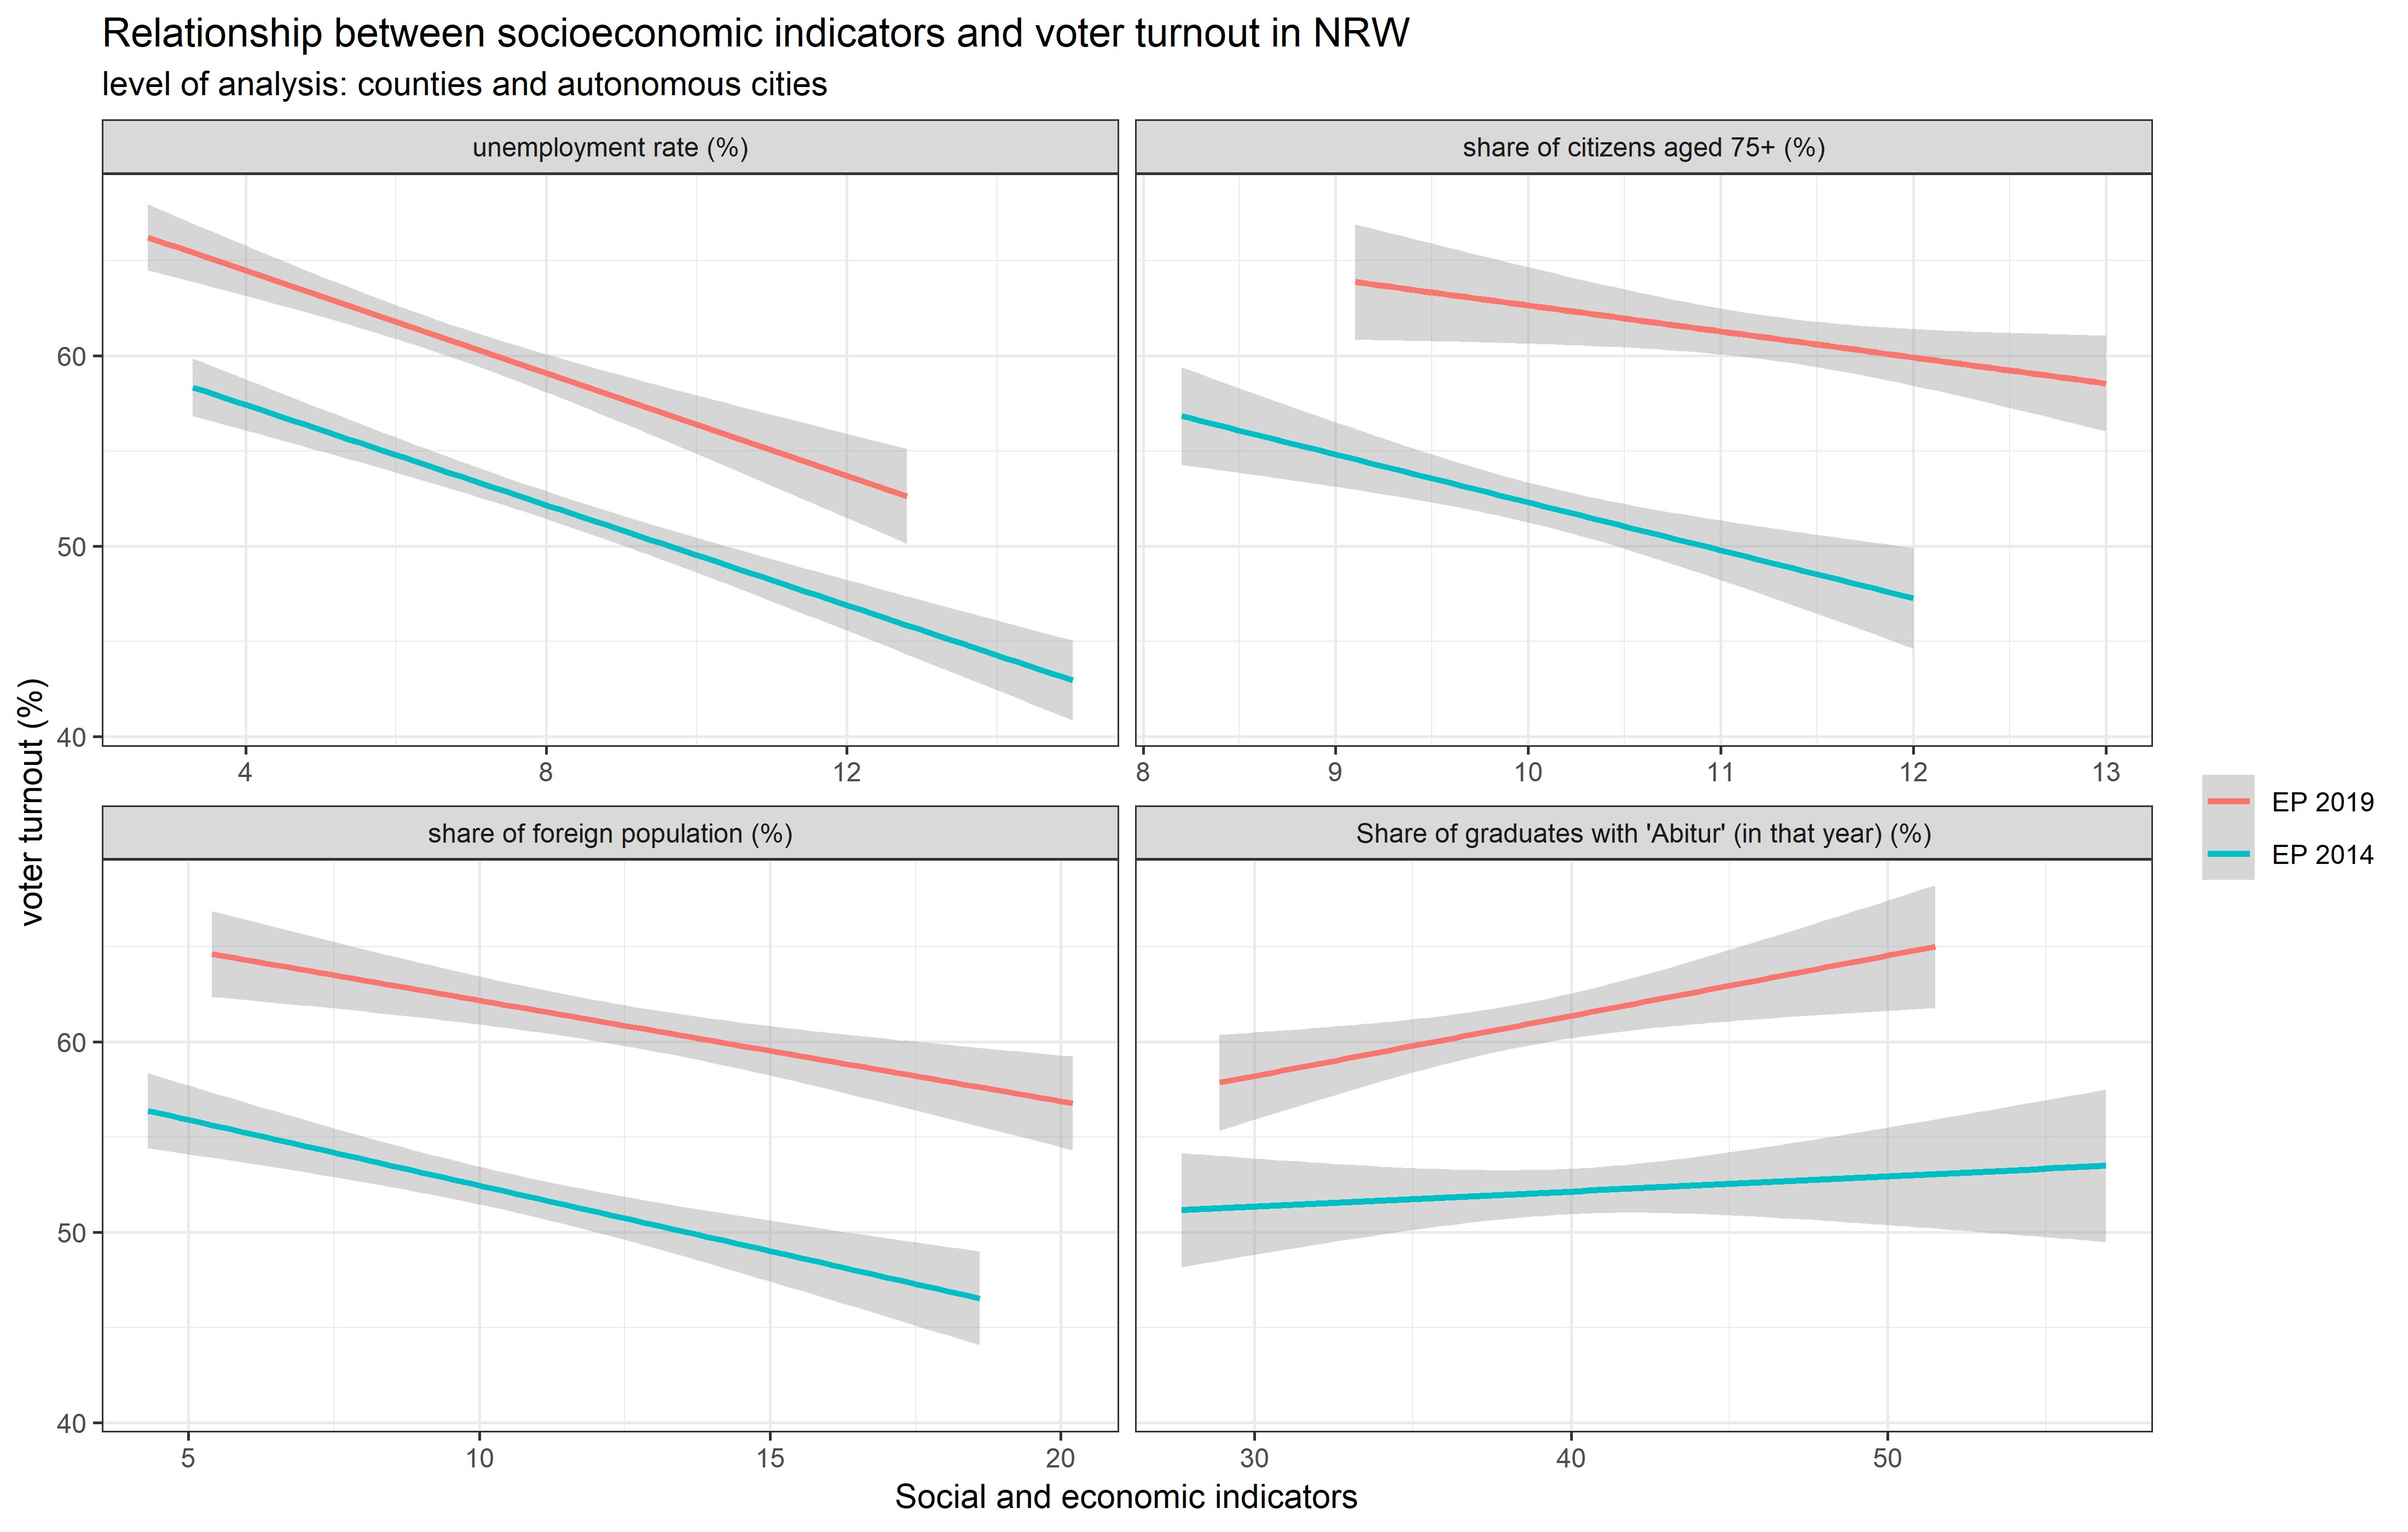 Relationship between socioeconomic indicators and voter turnout in NRW
level of analysis: counties and autonomous cities
unemployment rate (%)
share of citizens aged 75+ (%)
60
50
40
4 8 12
8 9 10 11 12 13
share of foreign population (%)
Share of graduates with 'Abitur' (in that year) (%)
60
50
40
5 10 15 20
30 40 50
voter turnout (%)
Social and economic indicators
EP 2019
EP 2014